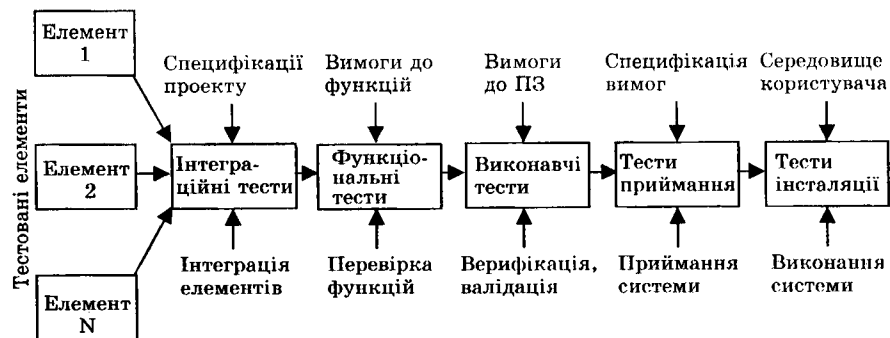 Тестовані елементи
Елемент
1
Елемент
2
Елемент
N
Специфікації
проекту
Вимоги до
функцій
Вимоги
до ПЗ
Специфікація
вимог
Середовище
користувача
Інтегра-
ційні тести
Функціо-
нальні
тести
Виконавчі
тести
Тести
приймання
Тести
інсталяції
Інтеграція
елементів
Перевірка
функцій
Верифікація,
валідація
Приймання
системи
Виконання
системи